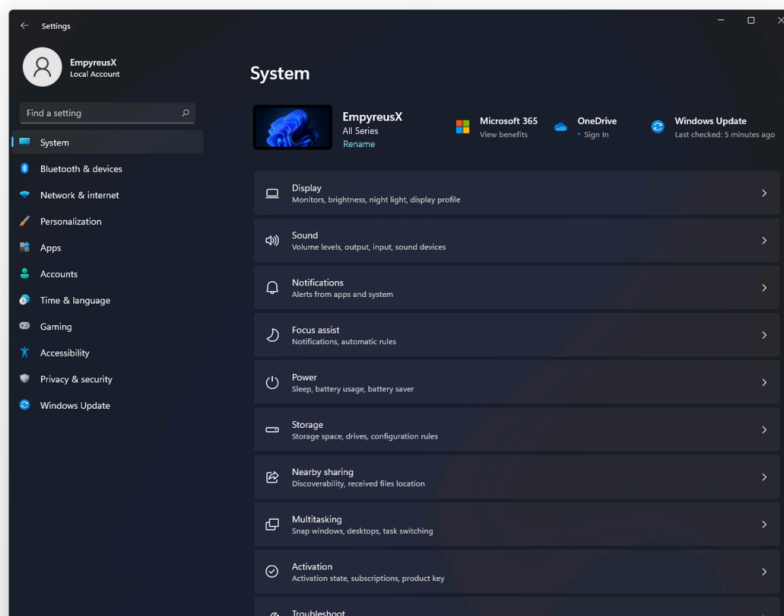 Settings
EmpyreusX
Local Account
Find a setting
System
Bluetooth & devices
Network & internet
Personalization
Apps
Accounts
Time & language
Gaming
Accessibility
Privacy & security
Windows Update
System
EmpyreusX
All Series
Rename
Microsoft 365
View benefits
OneDrive
• Sign In
Windows Update
Last checked: 5 minutes ago
Display
Monitors, brightness, night light, display profile
Sound
Volume levels, output, input, sound devices
Notifications
Alerts from apps and system
Focus assist
Notifications, automatic rules
Power
Sleep, battery usage, battery saver
Storage
Storage space, drives, configuration rules
Nearby sharing
Discoverability, received files location
Multitasking
Snap windows, desktops, task switching
Activation
Activation state, subscriptions, product key
Troubleshoot